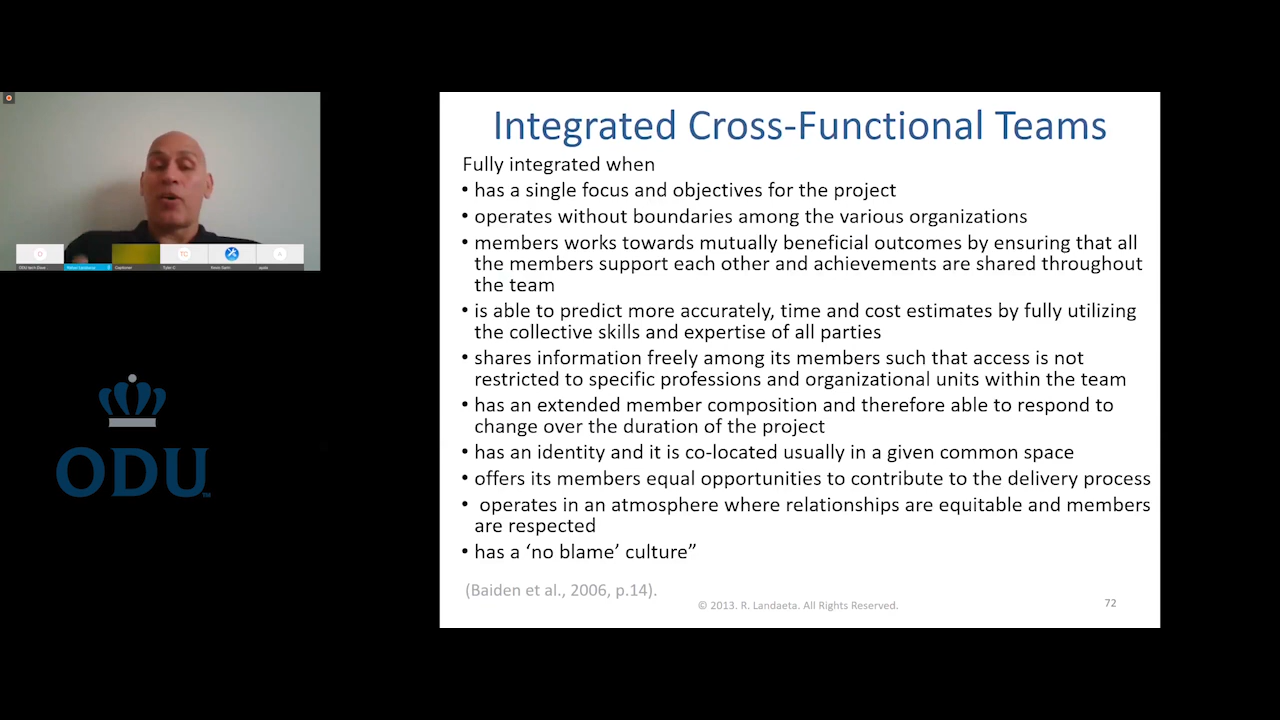 Integrated Cross-Functional Teams
Fully integrated when
• has a single focus and objectives for the project
• operates without boundaries among the various organizations
• members works towards mutually beneficial outcomes by ensuring that all
the members support each other and achievements are shared throughout
the team
• is able to predict more accurately, time and cost estimates by fully utilizing
the collective skills and expertise of all parties
• shares information freely among its members such that access is not
restricted to specific professions and organizational units within the team
• has an extended member composition and therefore able to respond to
change over the duration of the project
• has an identity and it is co-located usually in a given common space
• offers its members equal opportunities to contribute to the delivery process
• operates in an atmosphere where relationships are equitable and members
are respected
• has a ‘no blame’ culture”
(Baiden et al., 2006, p.14).
© 2013. R. Landaeta. All Rights Reserved.
72
TC
Captioner
Tyler C
ODU